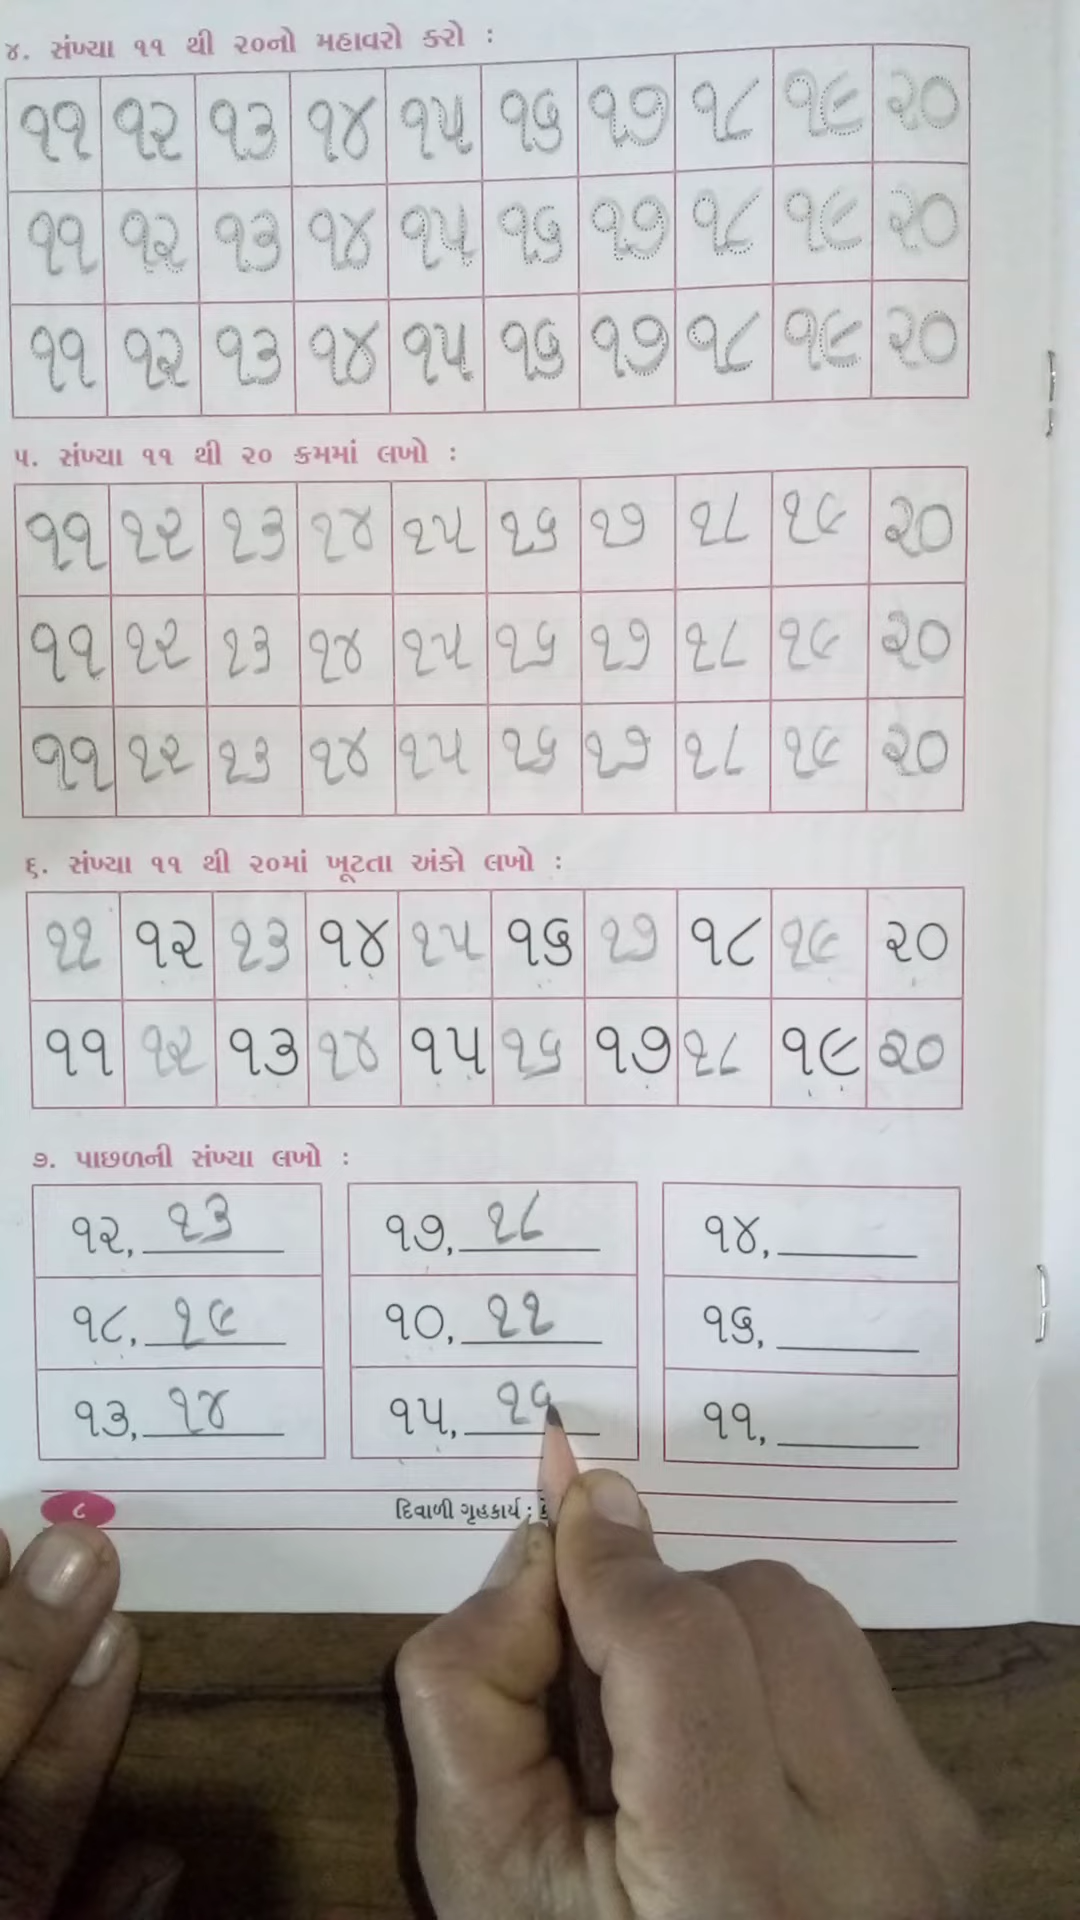 ૪. સંખ્યા ૧૧ થી ૨૦નો મહાવરો કરો :
૧૧ ૧૨ ૧૩ ૧૪ ૧૫ ૧૬ ૧૭ ૧૮ ૧૯ ૨૦
૧૧ ૧૨ ૧૩ ૧૪ ૧૫ ૧૬ ૧૭ ૧૮ ૧૯ ૨૦
૧૧ ૧૨ ૧૩ ૧૪ ૧૫ ૧૬ ૧૭ ૧૮ ૧૯ ૨૦
૫. સંખ્યા ૧૧ થી ૨૦ ક્રમમાં લખો :
૧૧ ૧૨ ૧૩ ૧૪ ૧૫ ૧૬ ૧૭ ૧૮ ૧૯ ૨૦
૧૧ ૧૨ ૧૩ ૧૪ ૧૫ ૧૬ ૧૭ ૧૮ ૧૯ ૨૦
૧૧ ૧૨ ૧૩ ૧૪ ૧૫ ૧૬ ૧૭ ૧૮ ૧૯ ૨૦
૬. સંખ્યા ૧૧ થી ૨૦માં ખૂટતા અંકો લખો :
૧૧ ૧૨ ૧૩ ૧૪ ૧૫ ૧૬ ૧૭ ૧૮ ૧૯ ૨૦
૧૧ ૧૨ ૧૩ ૧૪ ૧૫ ૧૬ ૧૭ ૧૮ ૧૯ ૨૦
૭. પાછળની સંખ્યા લખો :
૧૨, ૧૩ ૧૭, ૧૮ ૧૪,
૧૮, ૧૯ ૧૦, ૧૧ ૧૬,
૧૩, ૧૪ ૧૫, ૧૧,
૮ દિવાળી ગૃહકાર્ય :